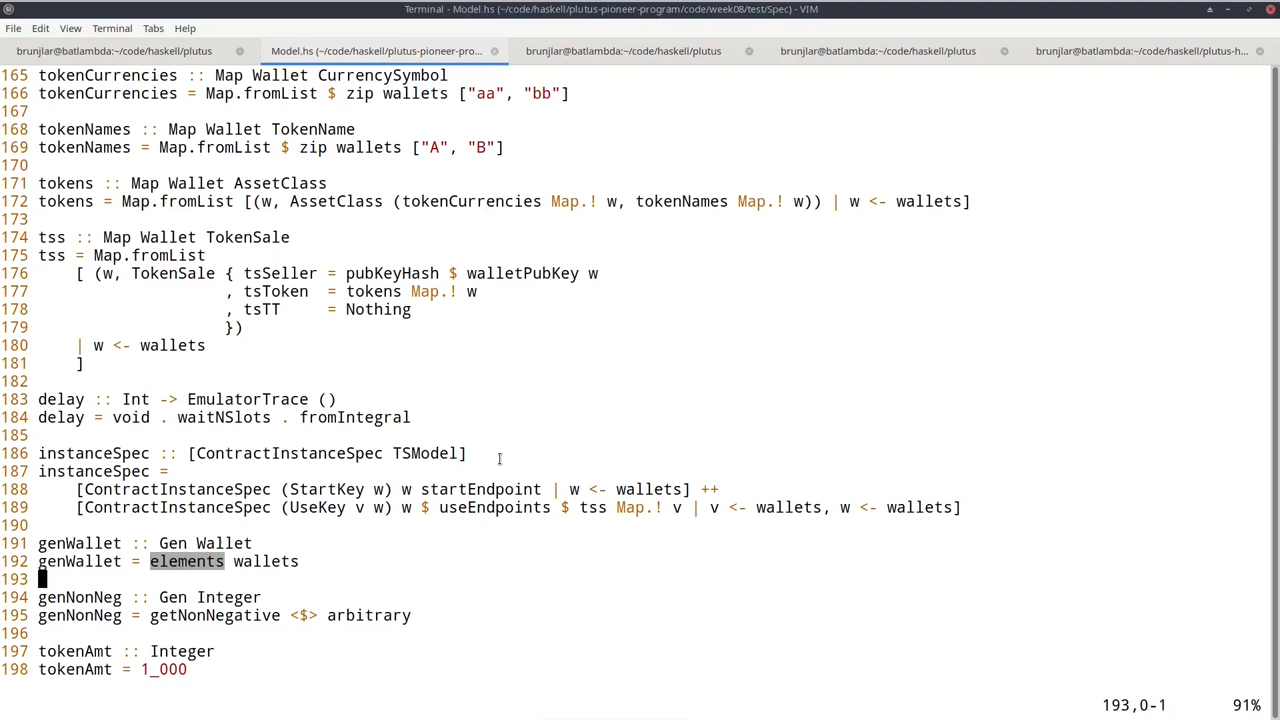 Terminal - Model.hs (~/code/haskell/plutus-pioneer-program/code/week08/test/Spec) - VIM
File Edit View Terminal Tabs Help
brunjlar@batlambda:~/code/haskell/plutus Model.hs (~/code/haskell/plutus-pioneer-pro... brunjlar@batlambda:~/code/haskell/plutus brunjlar@batlambda:~/code/haskell/plutus brunjlar@batlambda:~/code/haskell/plutus-h...
165 tokenCurrencies :: Map Wallet CurrencySymbol
166 tokenCurrencies = Map.fromList $ zip wallets ["aa", "bb"]
167
168 tokenNames :: Map Wallet TokenName
169 tokenNames = Map.fromList $ zip wallets ["A", "B"]
170
171 tokens :: Map Wallet AssetClass
172 tokens = Map.fromList [(w, AssetClass (tokenCurrencies Map.! w, tokenNames Map.! w)) | w <- wallets]
173
174 tss :: Map Wallet TokenSale
175 tss = Map.fromList
176     [ (w, TokenSale { tsSeller = pubKeyHash $ walletPubKey w
177                     , tsToken  = tokens Map.! w
178                     , tsTT     = Nothing
179                     })
180     | w <- wallets
181     ]
182
183 delay :: Int -> EmulatorTrace ()
184 delay = void . waitNSlots . fromIntegral
185
186 instanceSpec :: [ContractInstanceSpec TSModel]
187 instanceSpec =
188     [ContractInstanceSpec (StartKey w) w startEndpoint | w <- wallets] ++
189     [ContractInstanceSpec (UseKey v w) w $ useEndpoints $ tss Map.! v | v <- wallets, w <- wallets]
190
191 genWallet :: Gen Wallet
192 genWallet = elements wallets
193
194 genNonNeg :: Gen Integer
195 genNonNeg = getNonNegative <$> arbitrary
196
197 tokenAmt :: Integer
198 tokenAmt = 1_000
193,0-1 91%